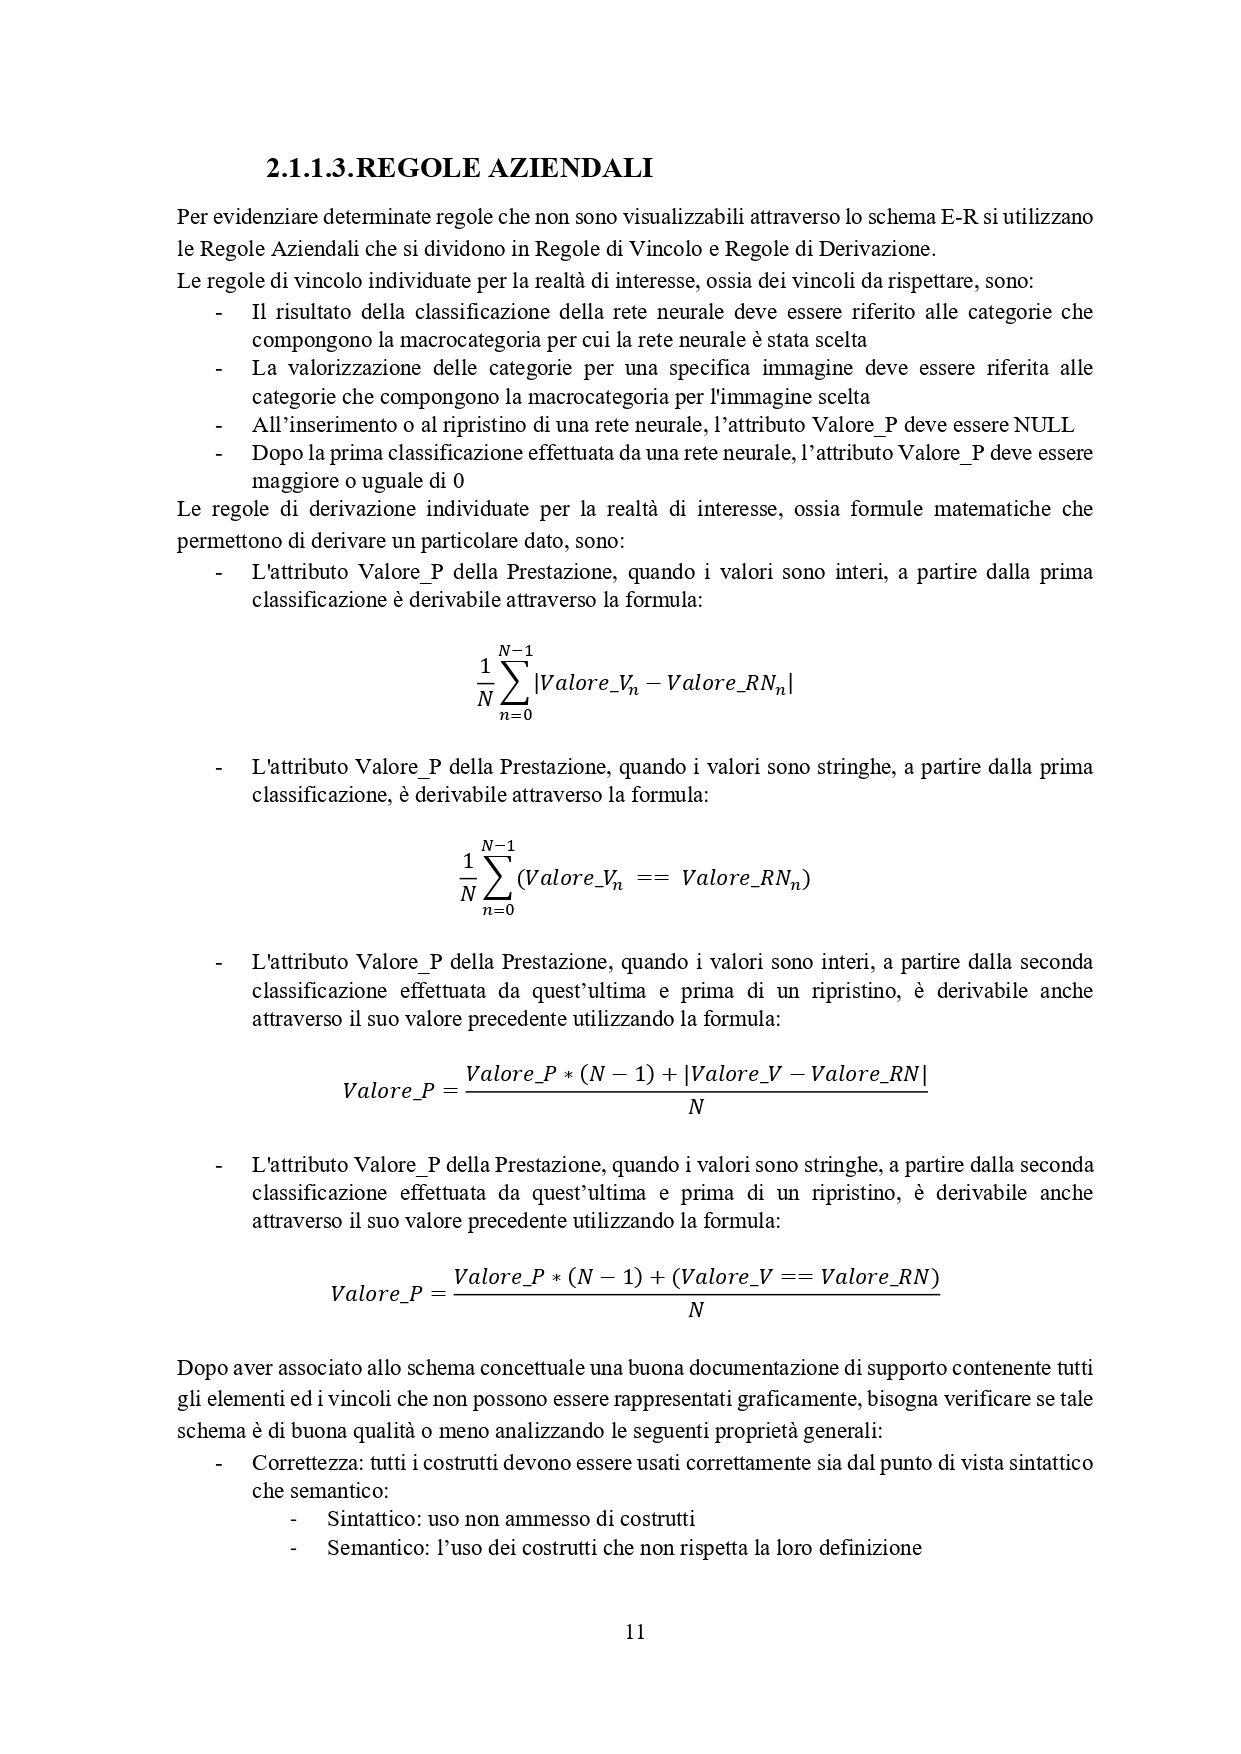 2.1.1.3.REGOLE AZIENDALI
Per evidenziare determinate regole che non sono visualizzabili attraverso lo schema E-R si utilizzano
le Regole Aziendali che si dividono in Regole di Vincolo e Regole di Derivazione.
Le regole di vincolo individuate per la realtà di interesse, ossia dei vincoli da rispettare, sono:
- Il risultato della classificazione della rete neurale deve essere riferito alle categorie che
compongono la macrocategoria per cui la rete neurale è stata scelta
- La valorizzazione delle categorie per una specifica immagine deve essere riferita alle
categorie che compongono la macrocategoria per l'immagine scelta
- All’inserimento o al ripristino di una rete neurale, l’attributo Valore_P deve essere NULL
- Dopo la prima classificazione effettuata da una rete neurale, l’attributo Valore_P deve essere
maggiore o uguale di 0
Le regole di derivazione individuate per la realtà di interesse, ossia formule matematiche che
permettono di derivare un particolare dato, sono:
- L'attributo Valore_P della Prestazione, quando i valori sono interi, a partire dalla prima
classificazione è derivabile attraverso la formula:
\frac{1}{N} \sum_{n=0}^{N-1} |Valore\_V_n - Valore\_RN_n|
- L'attributo Valore_P della Prestazione, quando i valori sono stringhe, a partire dalla prima
classificazione, è derivabile attraverso la formula:
\frac{1}{N} \sum_{n=0}^{N-1} (Valore\_V_n == Valore\_RN_n)
- L'attributo Valore_P della Prestazione, quando i valori sono interi, a partire dalla seconda
classificazione effettuata da quest’ultima e prima di un ripristino, è derivabile anche
attraverso il suo valore precedente utilizzando la formula:
Valore\_P = \frac{Valore\_P * (N - 1) + |Valore\_V - Valore\_RN|}{N}
- L'attributo Valore_P della Prestazione, quando i valori sono stringhe, a partire dalla seconda
classificazione effettuata da quest’ultima e prima di un ripristino, è derivabile anche
attraverso il suo valore precedente utilizzando la formula:
Valore\_P = \frac{Valore\_P * (N - 1) + (Valore\_V == Valore\_RN)}{N}
Dopo aver associato allo schema concettuale una buona documentazione di supporto contenente tutti
gli elementi ed i vincoli che non possono essere rappresentati graficamente, bisogna verificare se tale
schema è di buona qualità o meno analizzando le seguenti proprietà generali:
- Correttezza: tutti i costrutti devono essere usati correttamente sia dal punto di vista sintattico
che semantico:
- Sintattico: uso non ammesso di costrutti
- Semantico: l’uso dei costrutti che non rispetta la loro definizione
11